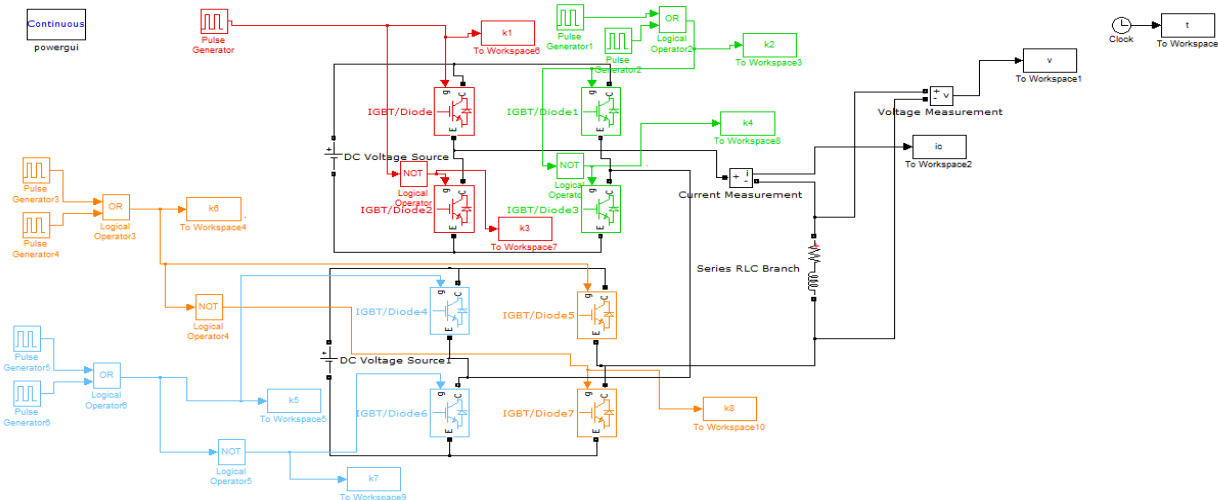 Continuous
powergui
Pulse
Generator
k1
To Workspace6
Pulse
Generator1
Pulse
Generator2
OR
Logical
Operator2
k2
To Workspace3
Clock
t
To Workspace
v
To Workspace1
+
-
v
Voltage Measurement
g
C
E
IGBT/Diode
g
C
E
IGBT/Diode1
k4
To Workspace8
ic
To Workspace2
+
DC Voltage Source
NOT
Logical
Operator
NOT
Logical
Operato
+
i
-
Current Measurement
g
C
E
IGBT/Diode2
g
C
E
IGBT/Diode3
k3
To Workspace7
Pulse
Generator3
Pulse
Generator4
OR
Logical
Operator3
k6
To Workspace4
Series RLC Branch
g
C
E
IGBT/Diode4
g
C
E
IGBT/Diode5
NOT
Logical
Operator4
+
DC Voltage Source1
Pulse
Generator5
Pulse
Generator6
OR
Logical
Operator6
k5
To Workspace5
g
C
E
IGBT/Diode6
g
C
E
IGBT/Diode7
k8
To Workspace10
NOT
Logical
Operator5
k7
To Workspace9